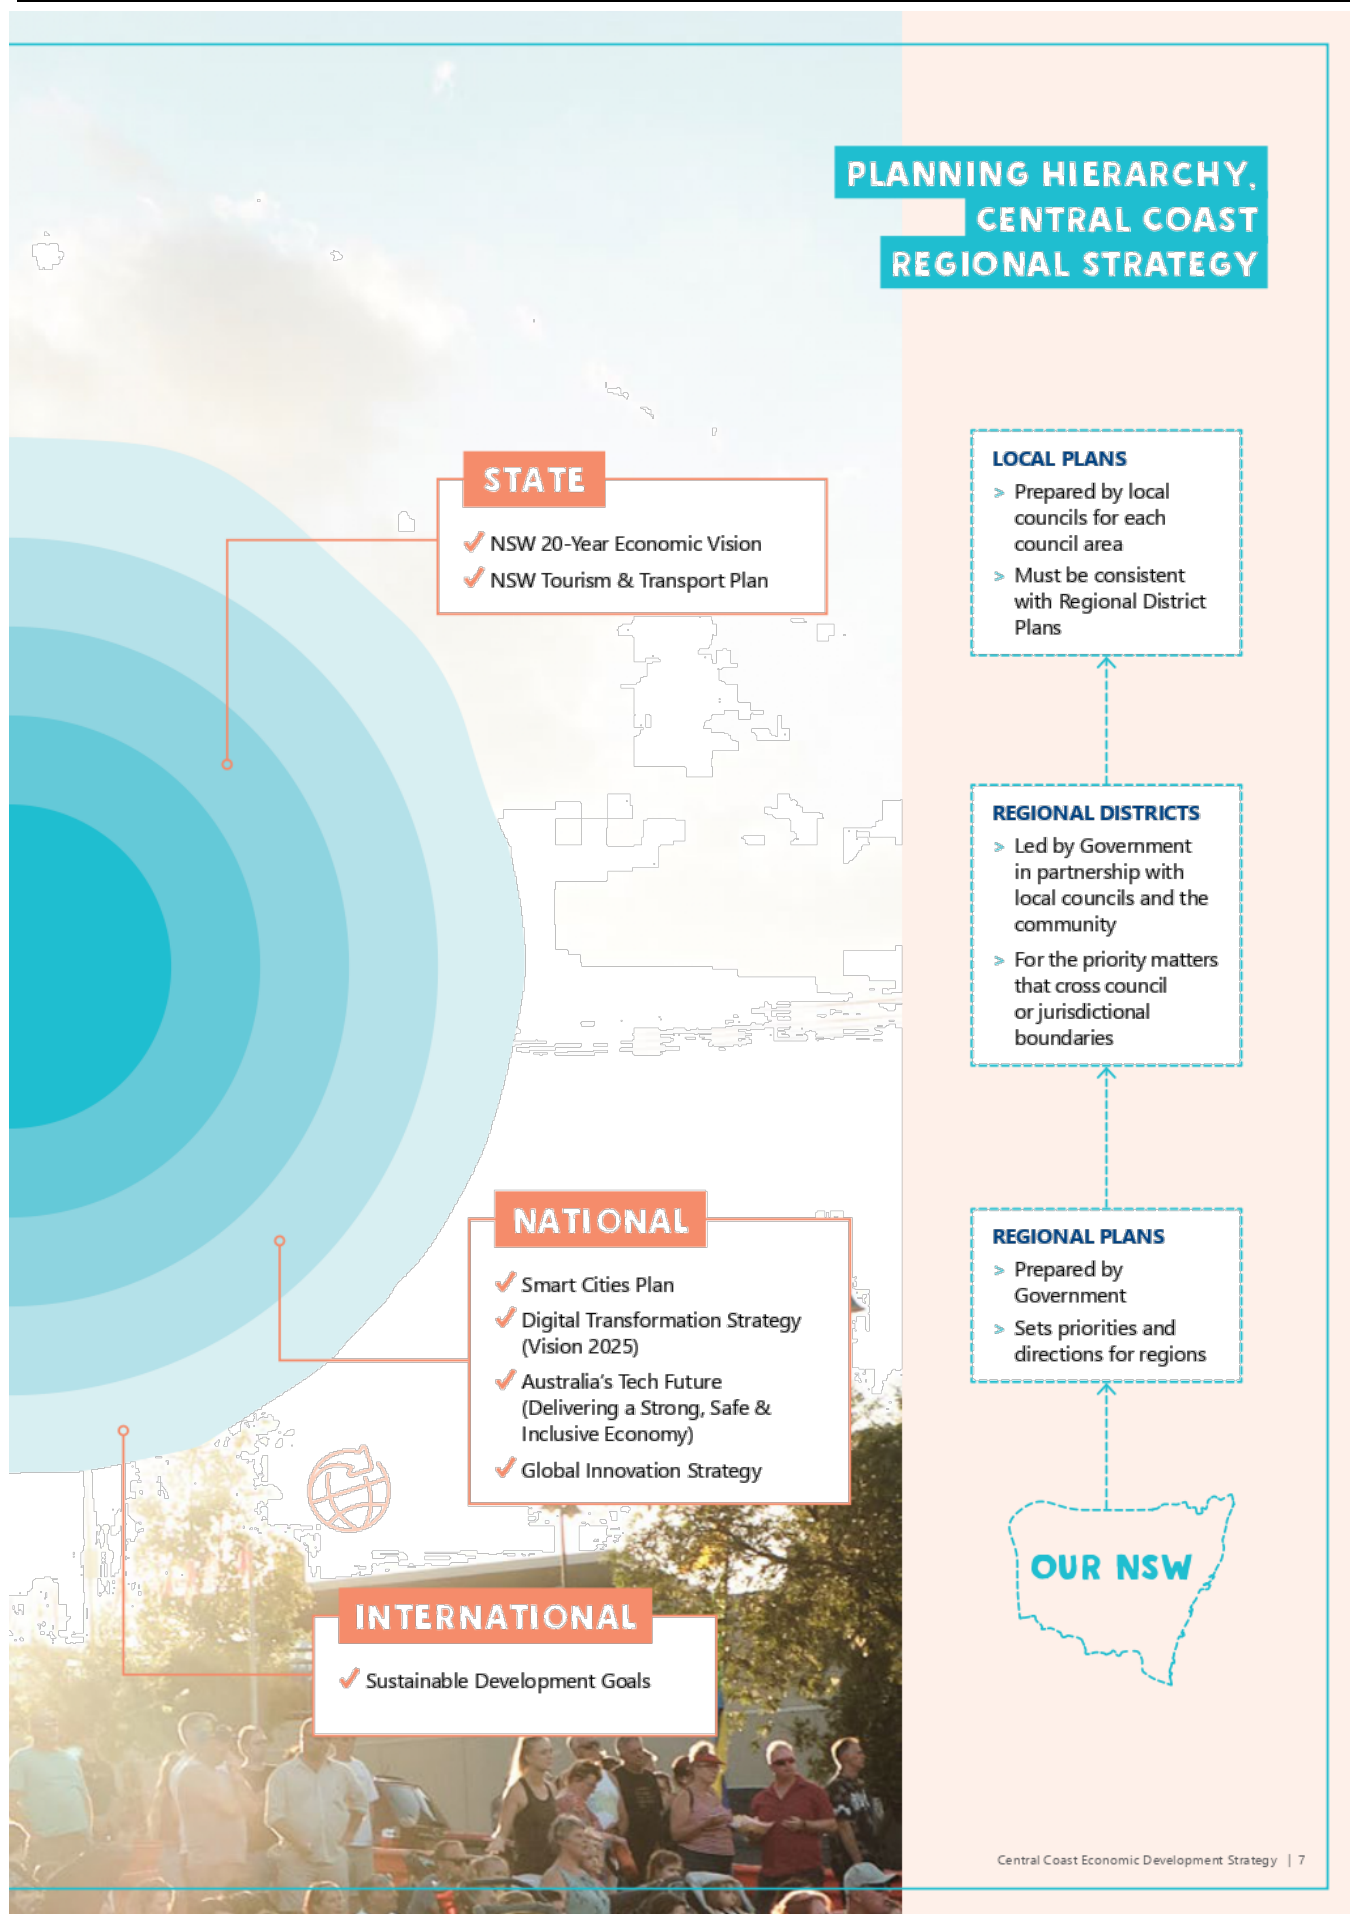 PLANNING HIERARCHY,
CENTRAL COAST
REGIONAL STRATEGY
STATE
NSW 20-Year Economic Vision
NSW Tourism & Transport Plan
NATIONAL
Smart Cities Plan
Digital Transformation Strategy
(Vision 2025)
Australia's Tech Future
(Delivering a Strong, Safe &
Inclusive Economy)
Global Innovation Strategy
INTERNATIONAL
Sustainable Development Goals
LOCAL PLANS
> Prepared by local
councils for each
council area
> Must be consistent
with Regional District
Plans
REGIONAL DISTRICTS
> Led by Government
in partnership with
local councils and the
community
> For the priority matters
that cross council
or jurisdictional
boundaries
REGIONAL PLANS
> Prepared by
Government
> Sets priorities and
directions for regions
OUR NSW
Central Coast Economic Development Strategy | 7